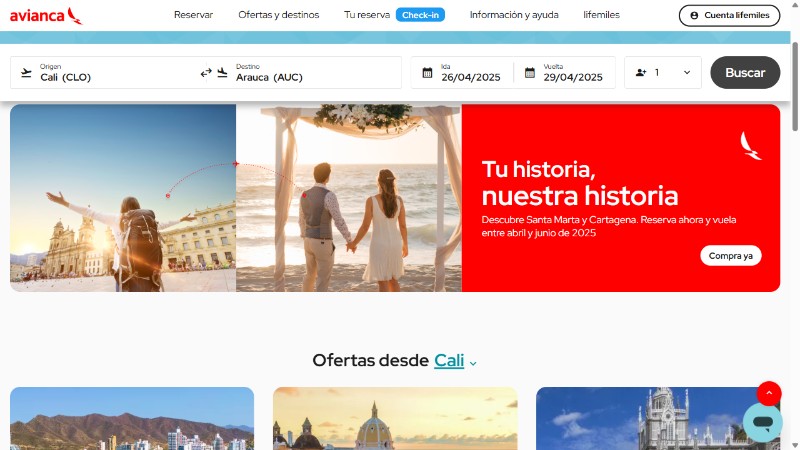 avianca
Reservar
Ofertas y destinos
Tu reserva
Check-in
Información y ayuda
lifemiles
Cuenta lifemiles
Origen
Cali (CLO)
Destino
Arauca (AUC)
Ida
26/04/2025
Vuelta
29/04/2025
1
Buscar
Tu historia,
nuestra historia
Descubre Santa Marta y Cartagena. Reserva ahora y vuela
entre abril y junio de 2025
Compra ya
Ofertas desde Cali